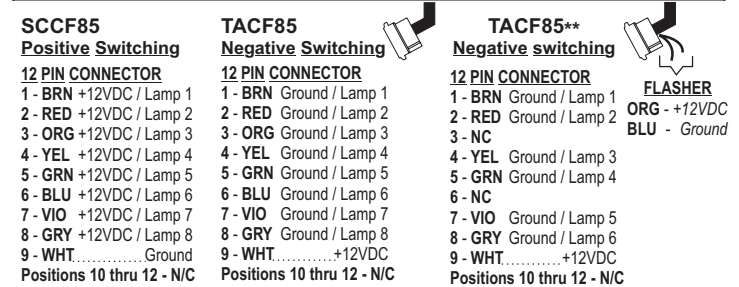 SCCF85
Positive Switching
12 PIN CONNECTOR
1 - BRN +12VDC / Lamp 1
2 - RED +12VDC / Lamp 2
3 - ORG +12VDC / Lamp 3
4 - YEL +12VDC / Lamp 4
5 - GRN +12VDC / Lamp 5
6 - BLU +12VDC / Lamp 6
7 - VIO +12VDC / Lamp 7
8 - GRY +12VDC / Lamp 8
9 - WHT..............Ground
Positions 10 thru 12 - N/C
TACF85
Negative Switching
12 PIN CONNECTOR
1 - BRN Ground / Lamp 1
2 - RED Ground / Lamp 2
3 - ORG Ground / Lamp 3
4 - YEL Ground / Lamp 4
5 - GRN Ground / Lamp 5
6 - BLU Ground / Lamp 6
7 - VIO Ground / Lamp 7
8 - GRY Ground / Lamp 8
9 - WHT............+12VDC
Positions 10 thru 12 - N/C
TACF85**
Negative switching
12 PIN CONNECTOR
1 - BRN Ground / Lamp 1
2 - RED Ground / Lamp 2
3 - NC
4 - YEL Ground / Lamp 3
5 - GRN Ground / Lamp 4
6 - NC
7 - VIO Ground / Lamp 5
8 - GRY Ground / Lamp 6
9 - WHT............+12VDC
Positions 10 thru 12 - N/C
FLASHER
ORG - +12VDC
BLU - Ground